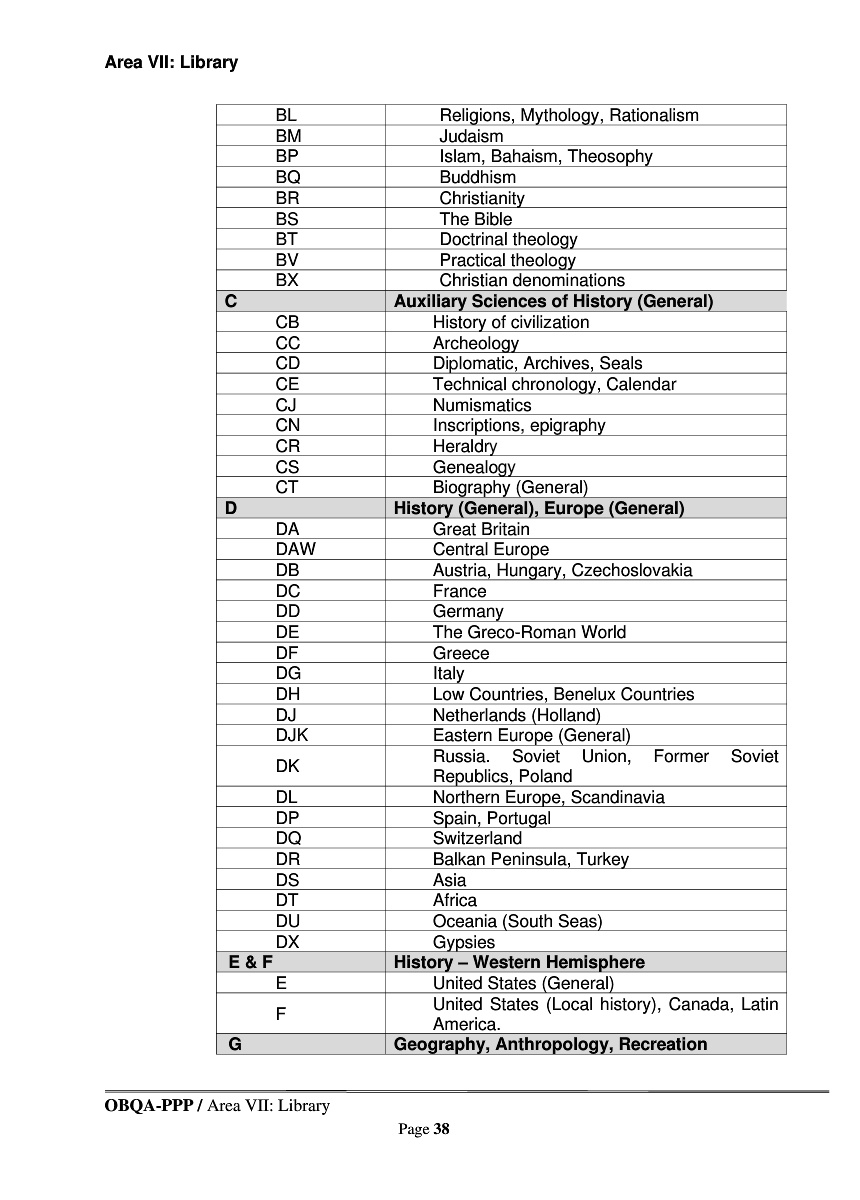 Area VII: Library
BL Religions, Mythology, Rationalism
BM Judaism
BP Islam, Bahaism, Theosophy
BQ Buddhism
BR Christianity
BS The Bible
BT Doctrinal theology
BV Practical theology
BX Christian denominations
C Auxiliary Sciences of History (General)
CB History of civilization
CC Archeology
CD Diplomatic, Archives, Seals
CE Technical chronology, Calendar
CJ Numismatics
CN Inscriptions, epigraphy
CR Heraldry
CS Genealogy
CT Biography (General)
D History (General), Europe (General)
DA Great Britain
DAW Central Europe
DB Austria, Hungary, Czechoslovakia
DC France
DD Germany
DE The Greco-Roman World
DF Greece
DG Italy
DH Low Countries, Benelux Countries
DJ Netherlands (Holland)
DJK Eastern Europe (General)
DK Russia. Soviet Union, Former Soviet
Republics, Poland
DL Northern Europe, Scandinavia
DP Spain, Portugal
DQ Switzerland
DR Balkan Peninsula, Turkey
DS Asia
DT Africa
DU Oceania (South Seas)
DX Gypsies
E & F History – Western Hemisphere
E United States (General)
F United States (Local history), Canada, Latin
America.
G Geography, Anthropology, Recreation
OBQA-PPP / Area VII: Library
Page 38